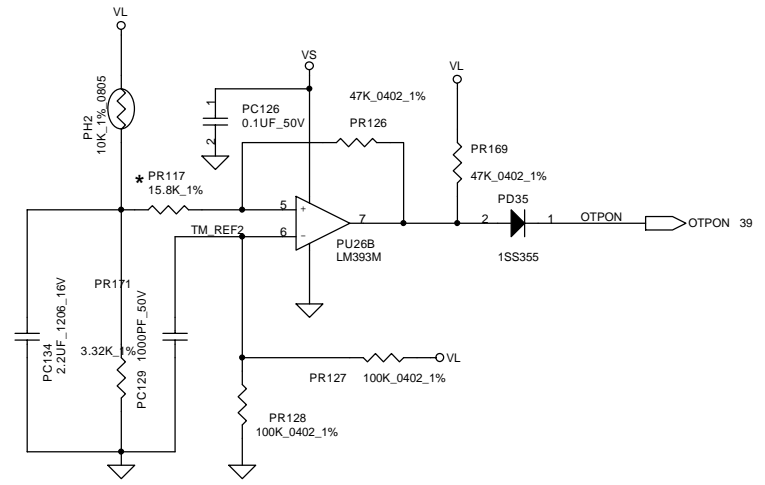 VL
PH2
10K_1%_0805
VS
1
2
PC126
0.1UF_50V
47K_0402_1%
PR126
VL
PR169
47K_0402_1%
* PR117
15.8K_1%
5
+
6
-
7
PU26B
LM393M
TM_REF2
PD35
2
1
1SS355
OTPON
OTPON 39
PC134
2.2UF_1206_16V
PR171
3.32K_1%
PC129 1000PF_50V
VL
PR127
100K_0402_1%
PR128
100K_0402_1%